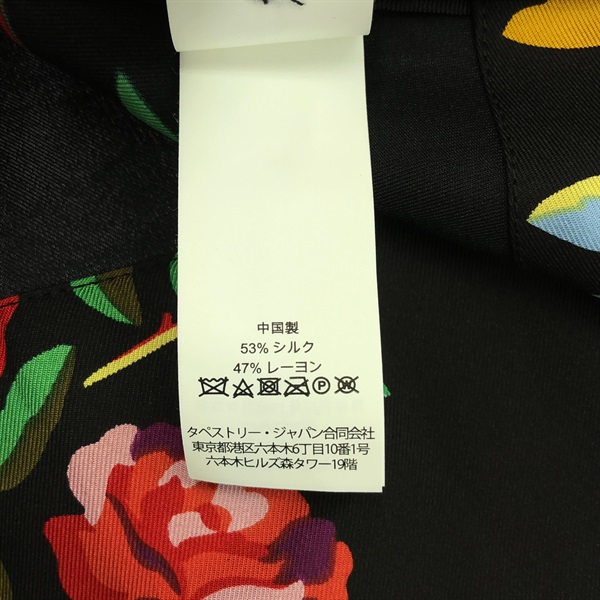 中国製
53% シルク
47% レーヨン
P W
タペストリー・ジャパン合同会社
東京都港区六本木6丁目10番1号
六本木ヒルズ森タワー19階